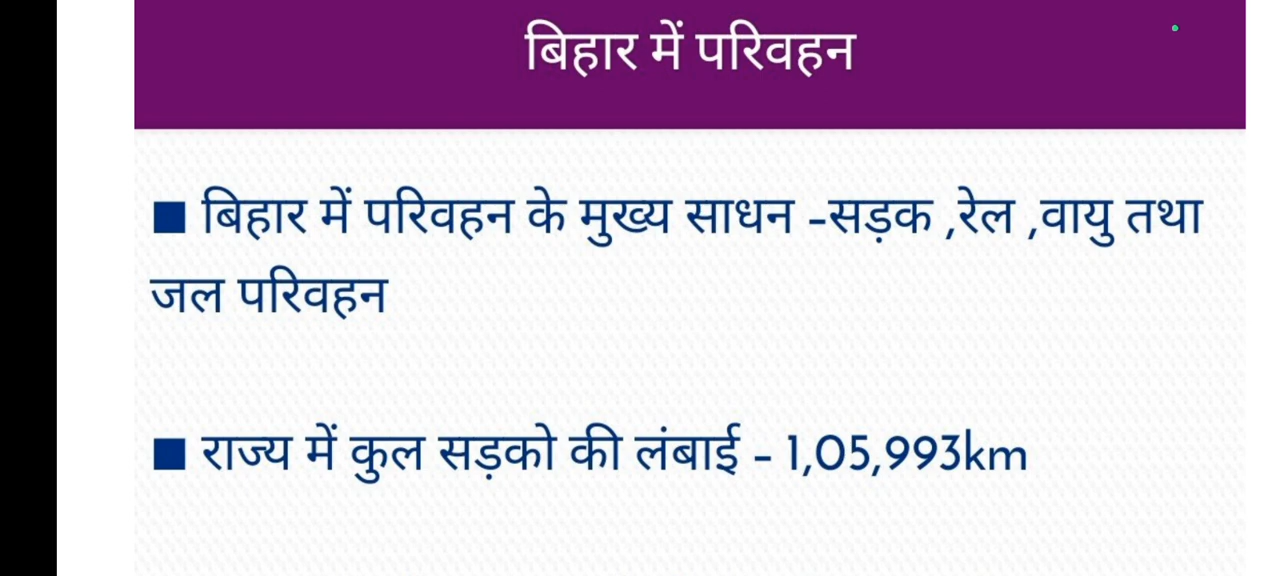 बिहार में परिवहन
■ बिहार में परिवहन के मुख्य साधन -सड़क ,रेल ,वायु तथा
जल परिवहन
■ राज्य में कुल सड़को की लंबाई - 1,05,993km